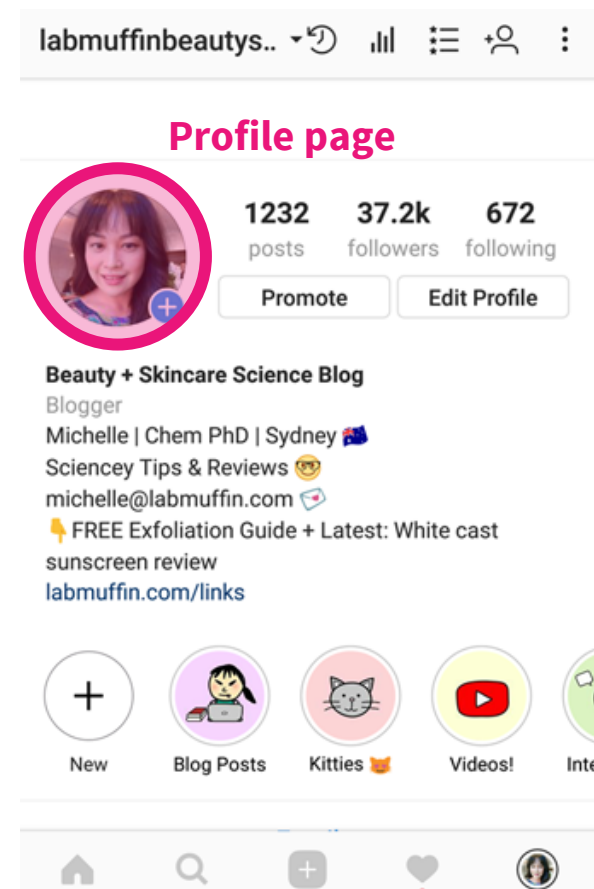 labmuffinbeautys..
Profile page
1232 37.2k 672
posts followers following
Promote Edit Profile
Beauty + Skincare Science Blog
Blogger
Michelle | Chem PhD | Sydney 🇦🇺
Sciencey Tips & Reviews 🤓
michelle@labmuffin.com 💌
👇FREE Exfoliation Guide + Latest: White cast
sunscreen review
labmuffin.com/links
New Blog Posts Kitties 😼 Videos!